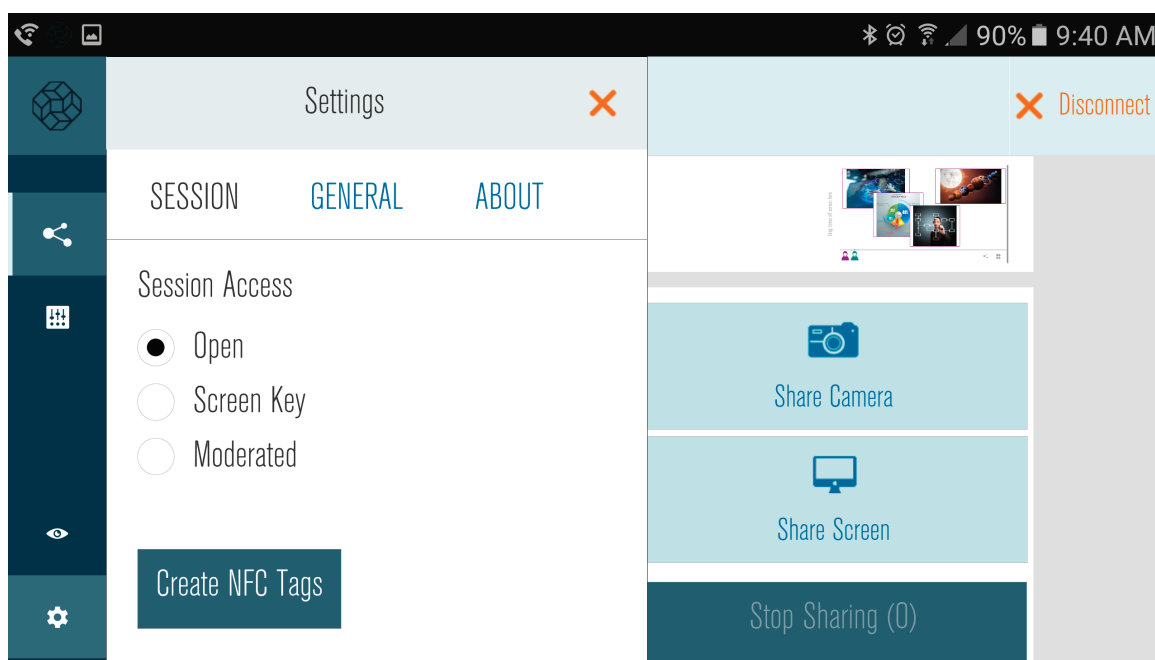 90% 9:40 AM
Settings
Disconnect
SESSION GENERAL ABOUT
Session Access
Open
Screen Key
Moderated
Create NFC Tags
Share Camera
Share Screen
Stop Sharing (0)